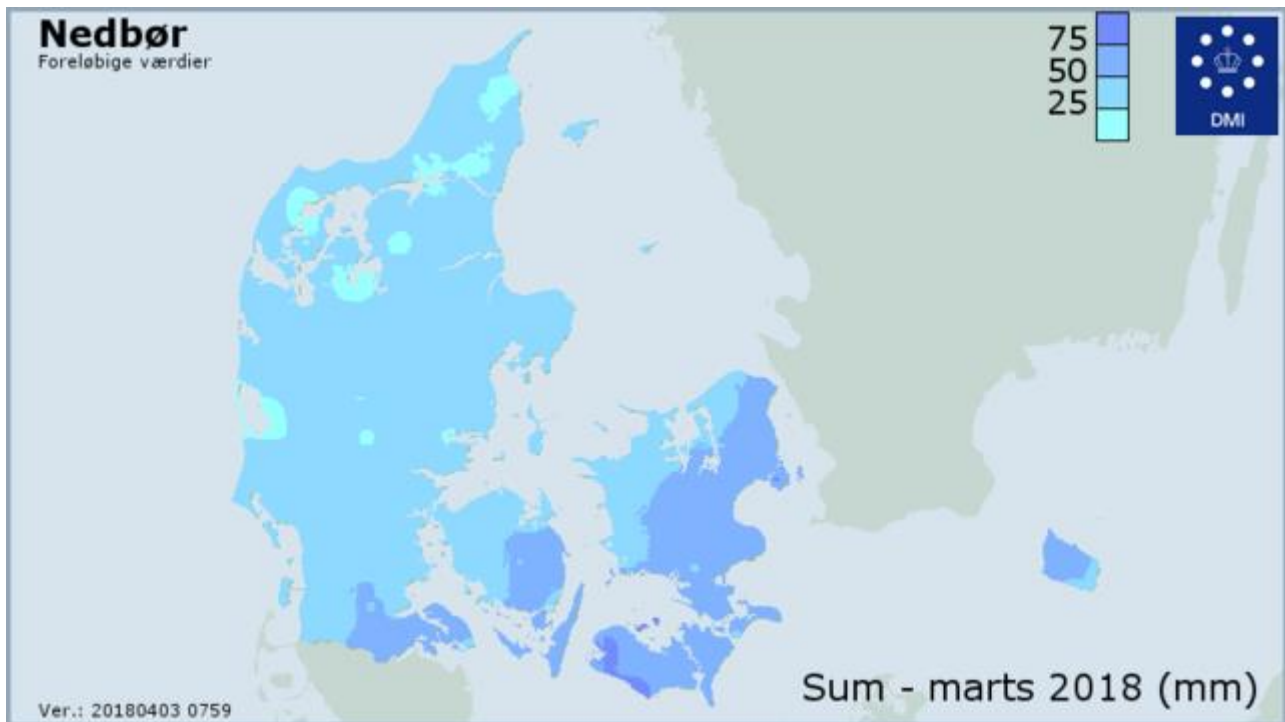 Nedbør
Foreløbige værdier
75
50
25
DMI
Sum - marts 2018 (mm)
Ver.: 20180403 0759